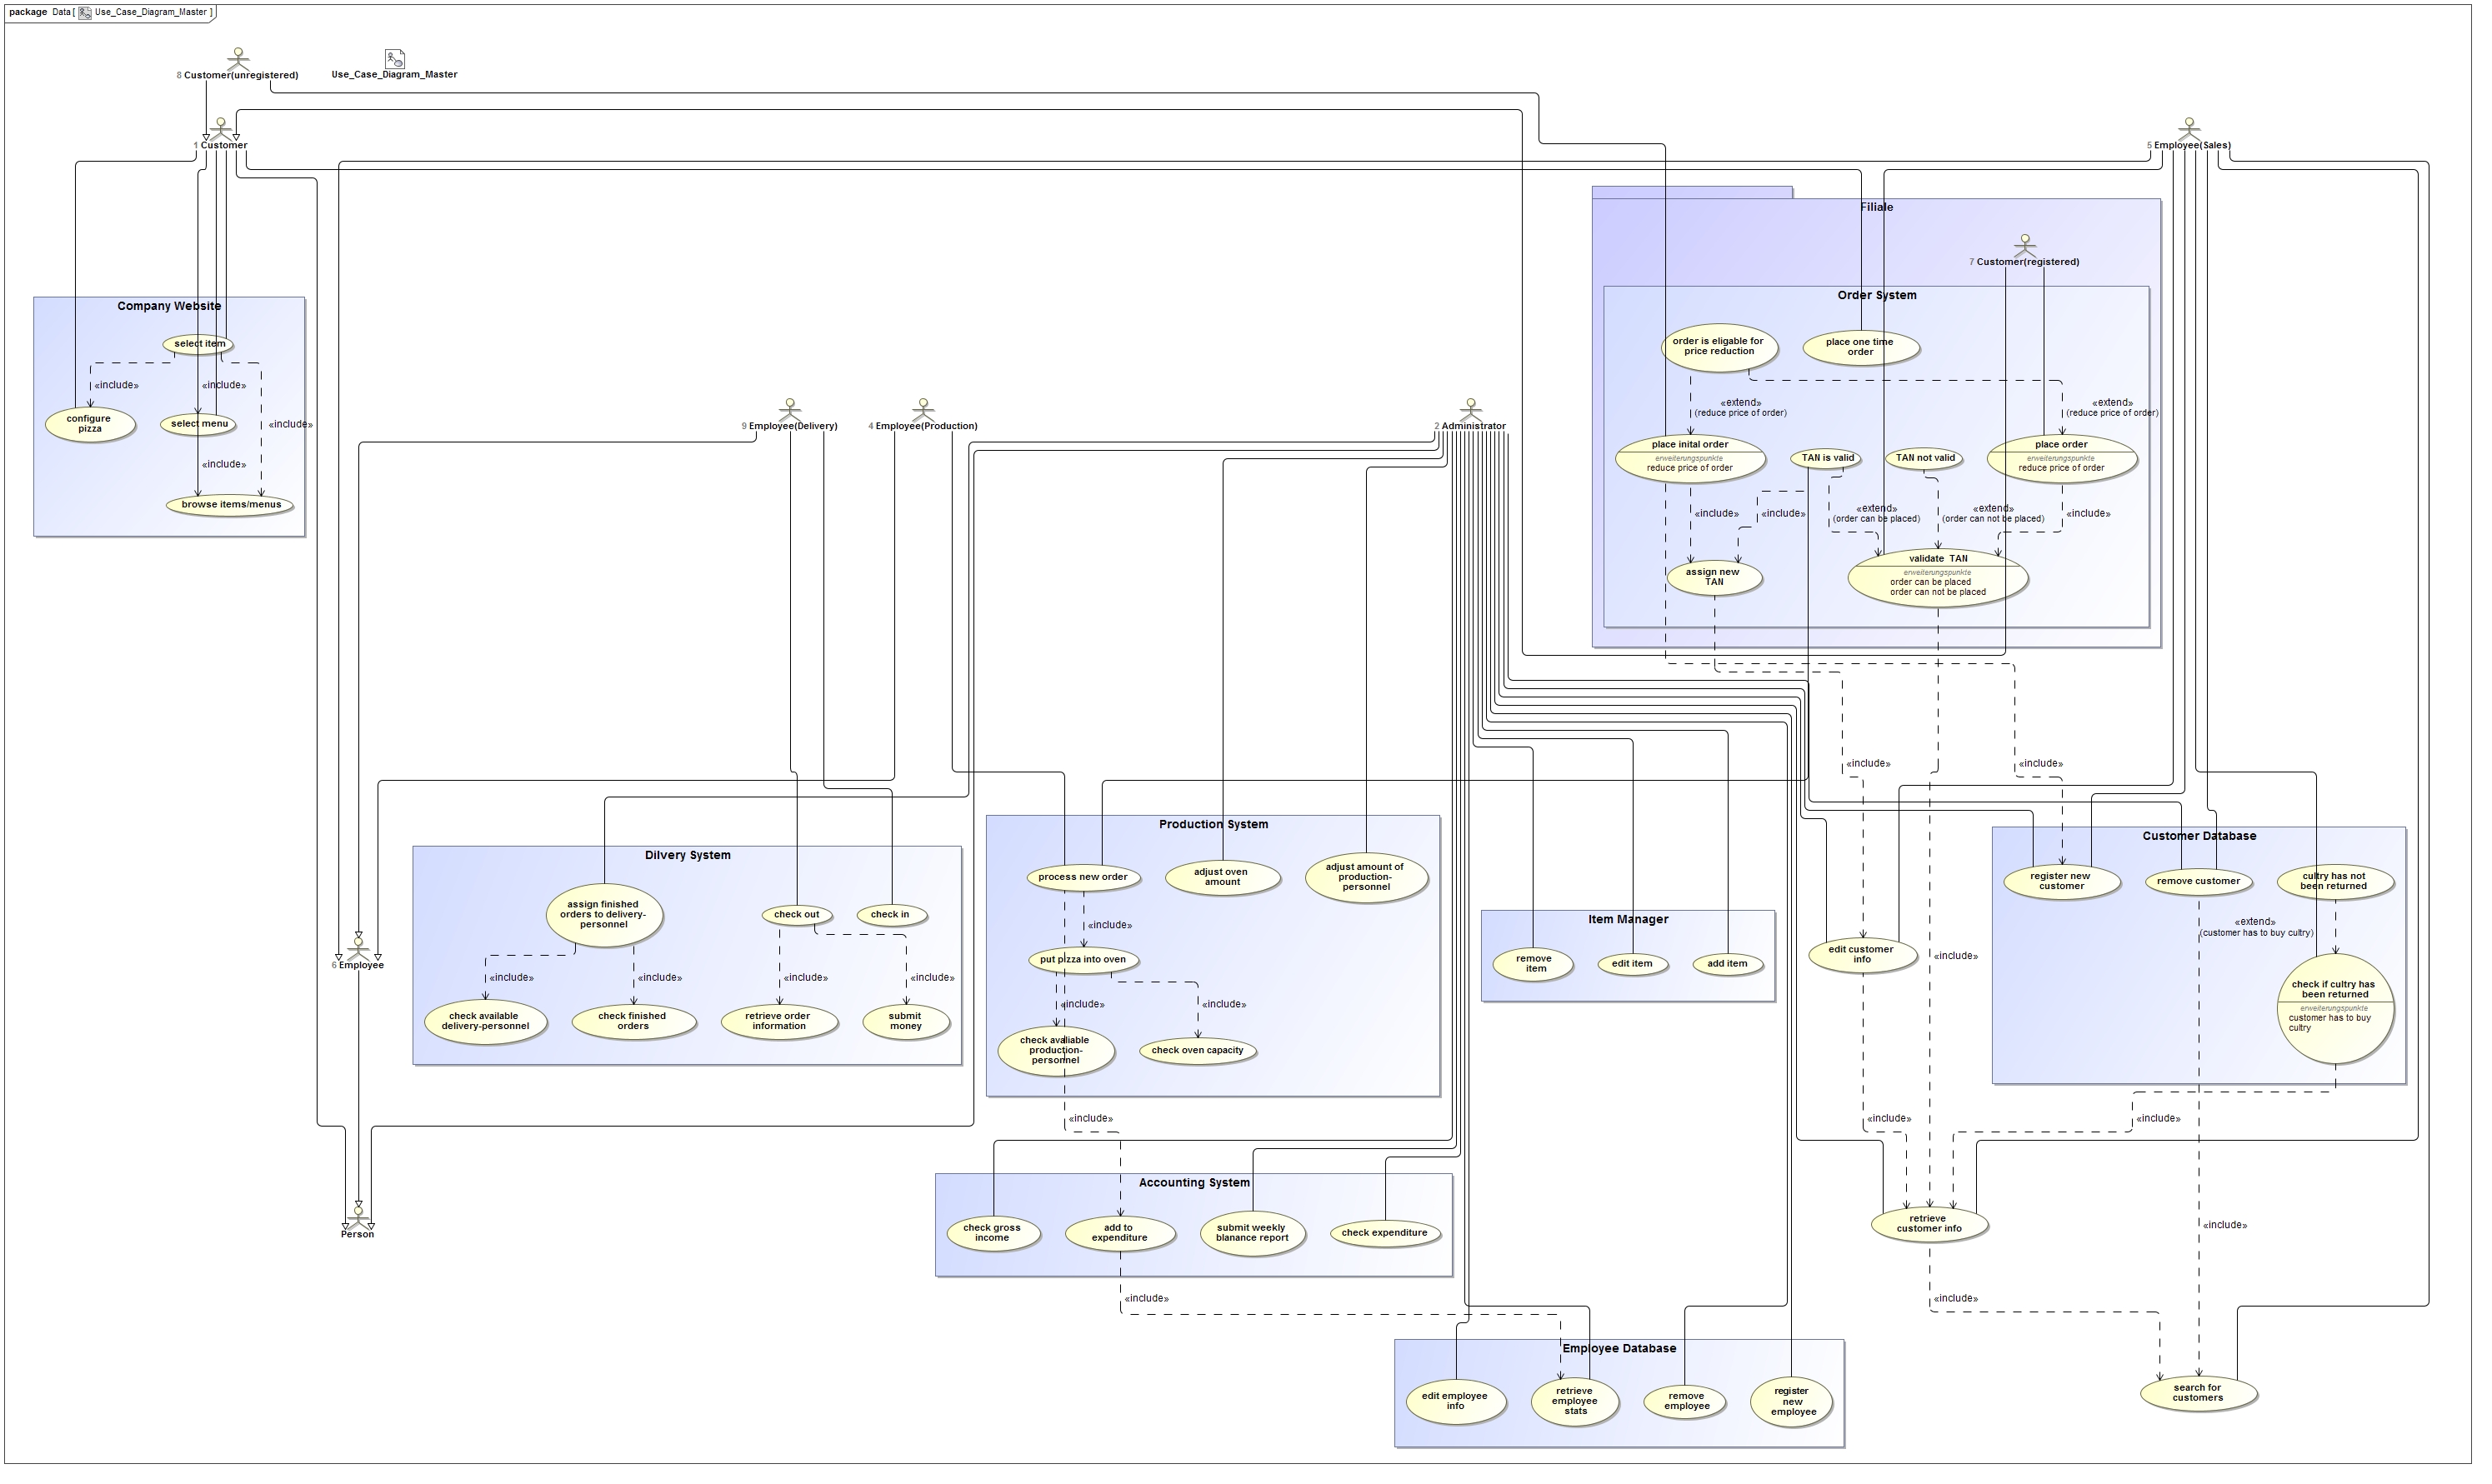 package Data [ Use_Case_Diagram_Master ]
8 Customer(unregistered)
Use_Case_Diagram_Master
1 Customer
5 Employee(Sales)
Filiale
7 Customer(registered)
Company Website
select item
«include»
«include»
configure
pizza
select menu
«include»
«include»
browse items/menus
Order System
order is eligable for
price reduction
place one time
order
«extend»
(reduce price of order)
«extend»
(reduce price of order)
place inital order
erweiterungspunkte
reduce price of order
TAN is valid
TAN not valid
place order
erweiterungspunkte
reduce price of order
«include»
«include»
«extend»
(order can be placed)
«extend»
(order can not be placed)
«include»
assign new
TAN
validate TAN
erweiterungspunkte
order can be placed
order can not be placed
9 Employee(Delivery)
4 Employee(Production)
2 Administrator
«include»
«include»
Dilvery System
assign finished
orders to delivery-
personnel
check out
check in
«include»
«include»
«include»
«include»
check available
delivery-personnel
check finished
orders
retrieve order
information
submit
money
6 Employee
Production System
process new order
adjust oven
amount
adjust amount of
production-
personnel
«include»
put pizza into oven
«include»
«include»
check avaliable
production-
personnel
check oven capacity
«include»
Item Manager
remove
item
edit item
add item
edit customer
info
«include»
Customer Database
register new
customer
remove customer
cultry has not
been returned
«extend»
(customer has to buy cultry)
check if cultry has
been returned
erweiterungspunkte
customer has to buy
cultry
«include»
«include»
Person
Accounting System
check gross
income
add to
expenditure
submit weekly
blanance report
check expenditure
retrieve
customer info
«include»
«include»
«include»
Employee Database
edit employee
info
retrieve
employee
stats
remove
employee
register
new
employee
search for
customers